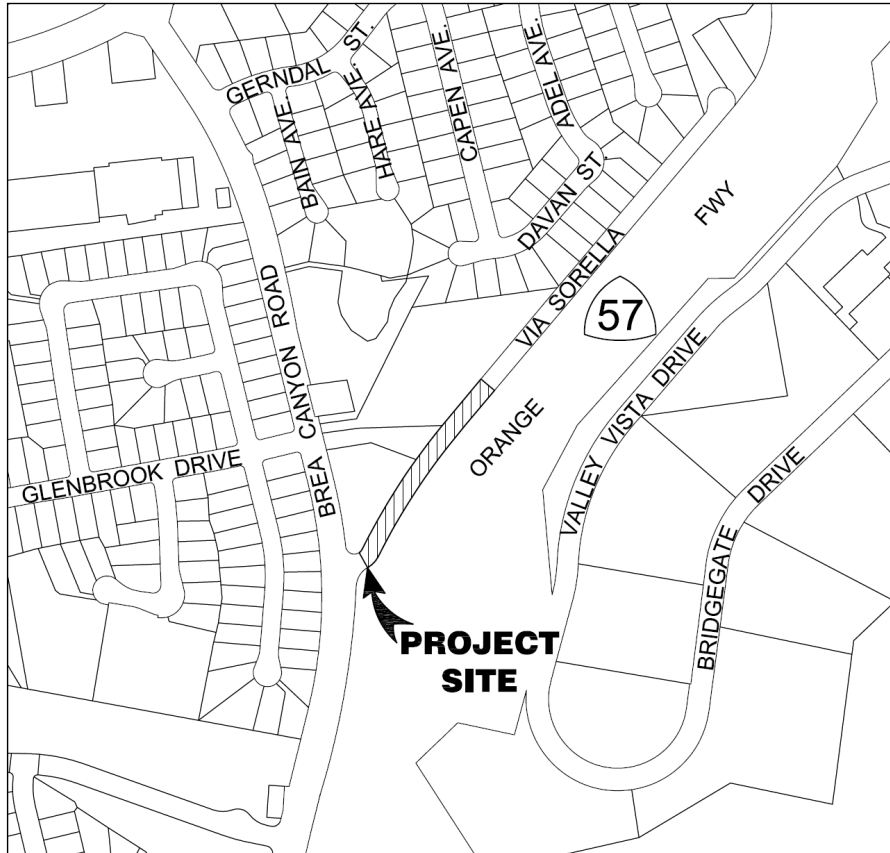 GERNDAL ST.
BAIN AVE.
HARE AVE.
CAPEN AVE.
ADEL AVE.
DAVAN ST.
VIA SORELLA
FWY
57
ORANGE
BREA CANYON ROAD
GLENBROOK DRIVE
VALLEY VISTA DRIVE
BRIDGEGATE DRIVE
PROJECT
SITE